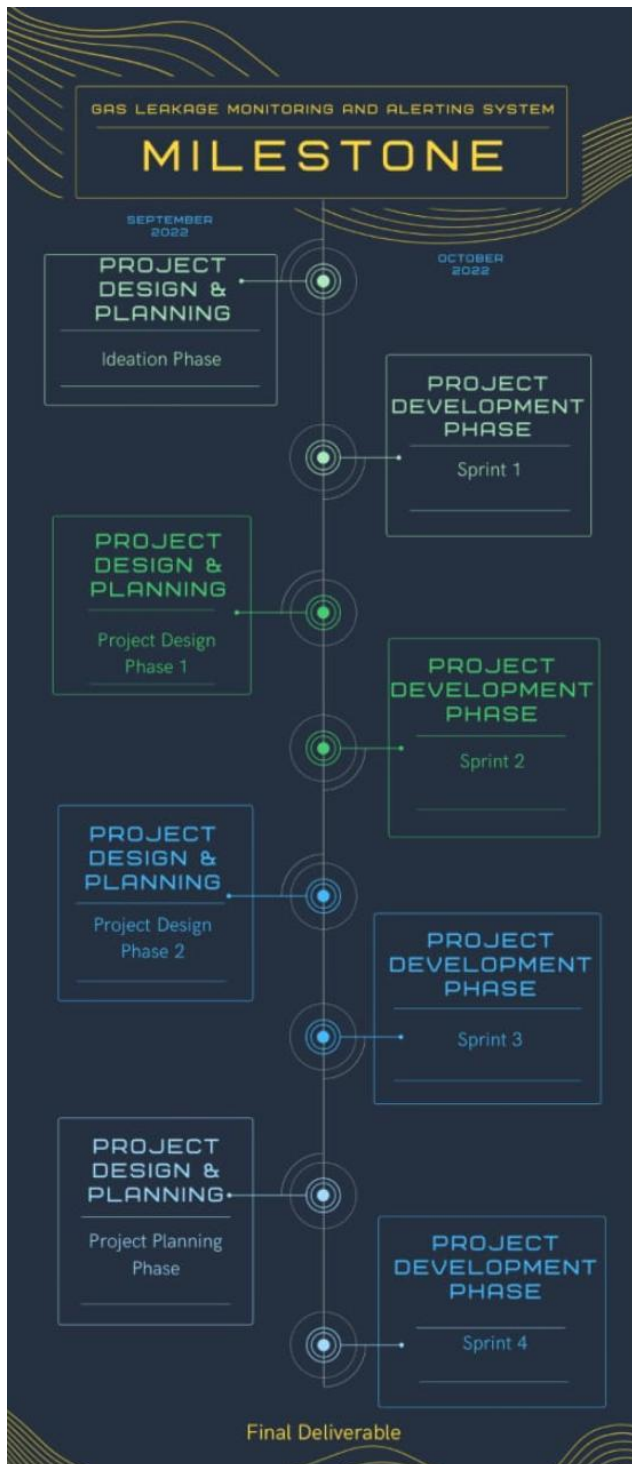 GAS LEAKAGE MONITORING AND ALERTING SYSTEM
MILESTONE
SEPTEMBER
2022
OCTOBER
2022
PROJECT
DESIGN &
PLANNING
Ideation Phase
PROJECT
DEVELOPMENT
PHASE
Sprint 1
PROJECT
DESIGN &
PLANNING
Project Design
Phase 1
PROJECT
DEVELOPMENT
PHASE
Sprint 2
PROJECT
DESIGN &
PLANNING
Project Design
Phase 2
PROJECT
DEVELOPMENT
PHASE
Sprint 3
PROJECT
DESIGN &
PLANNING
Project Planning
Phase
PROJECT
DEVELOPMENT
PHASE
Sprint 4
Final Deliverable